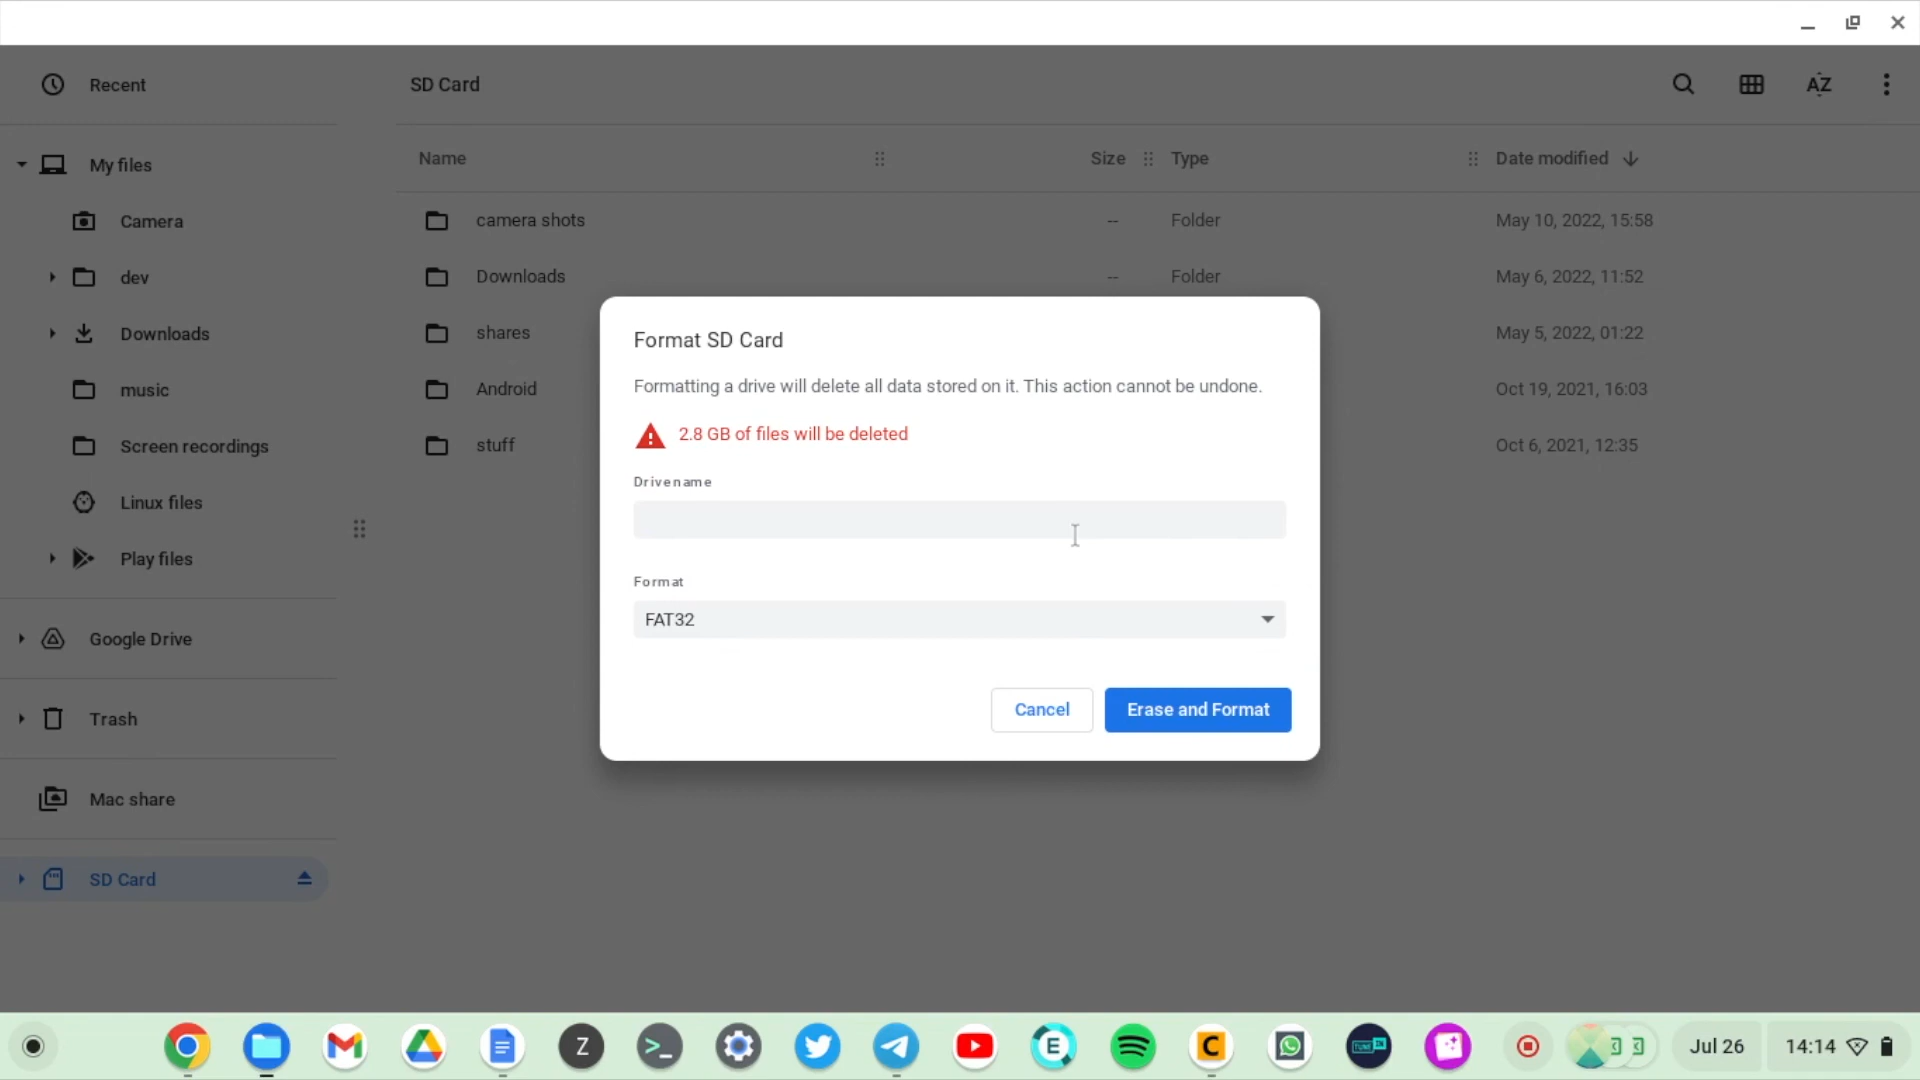 Recent
SD Card
AZ
My files
Name
Size
Type
Date modified
Camera
camera shots
--
Folder
May 10, 2022, 15:58
dev
Downloads
--
Folder
May 6, 2022, 11:52
Downloads
shares
May 5, 2022, 01:22
music
Android
Oct 19, 2021, 16:03
Screen recordings
stuff
Oct 6, 2021, 12:35
Linux files
Play files
Google Drive
Trash
Mac share
SD Card
Format SD Card
Formatting a drive will delete all data stored on it. This action cannot be undone.
2.8 GB of files will be deleted
Drive name
Format
FAT32
Cancel
Erase and Format
Z
>_
E
C
Jul 26
14:14